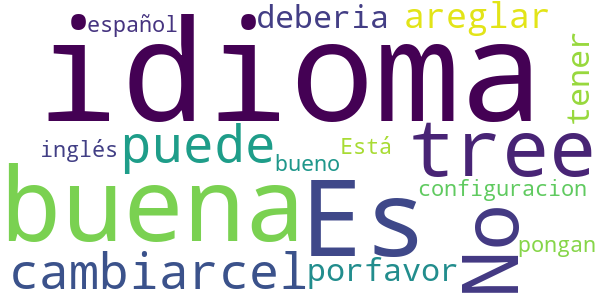 español deberia areglar
idioma tener
inglés puede bueno Está tree
buena Es configuracion
No pongan
cambiarcel porfavor